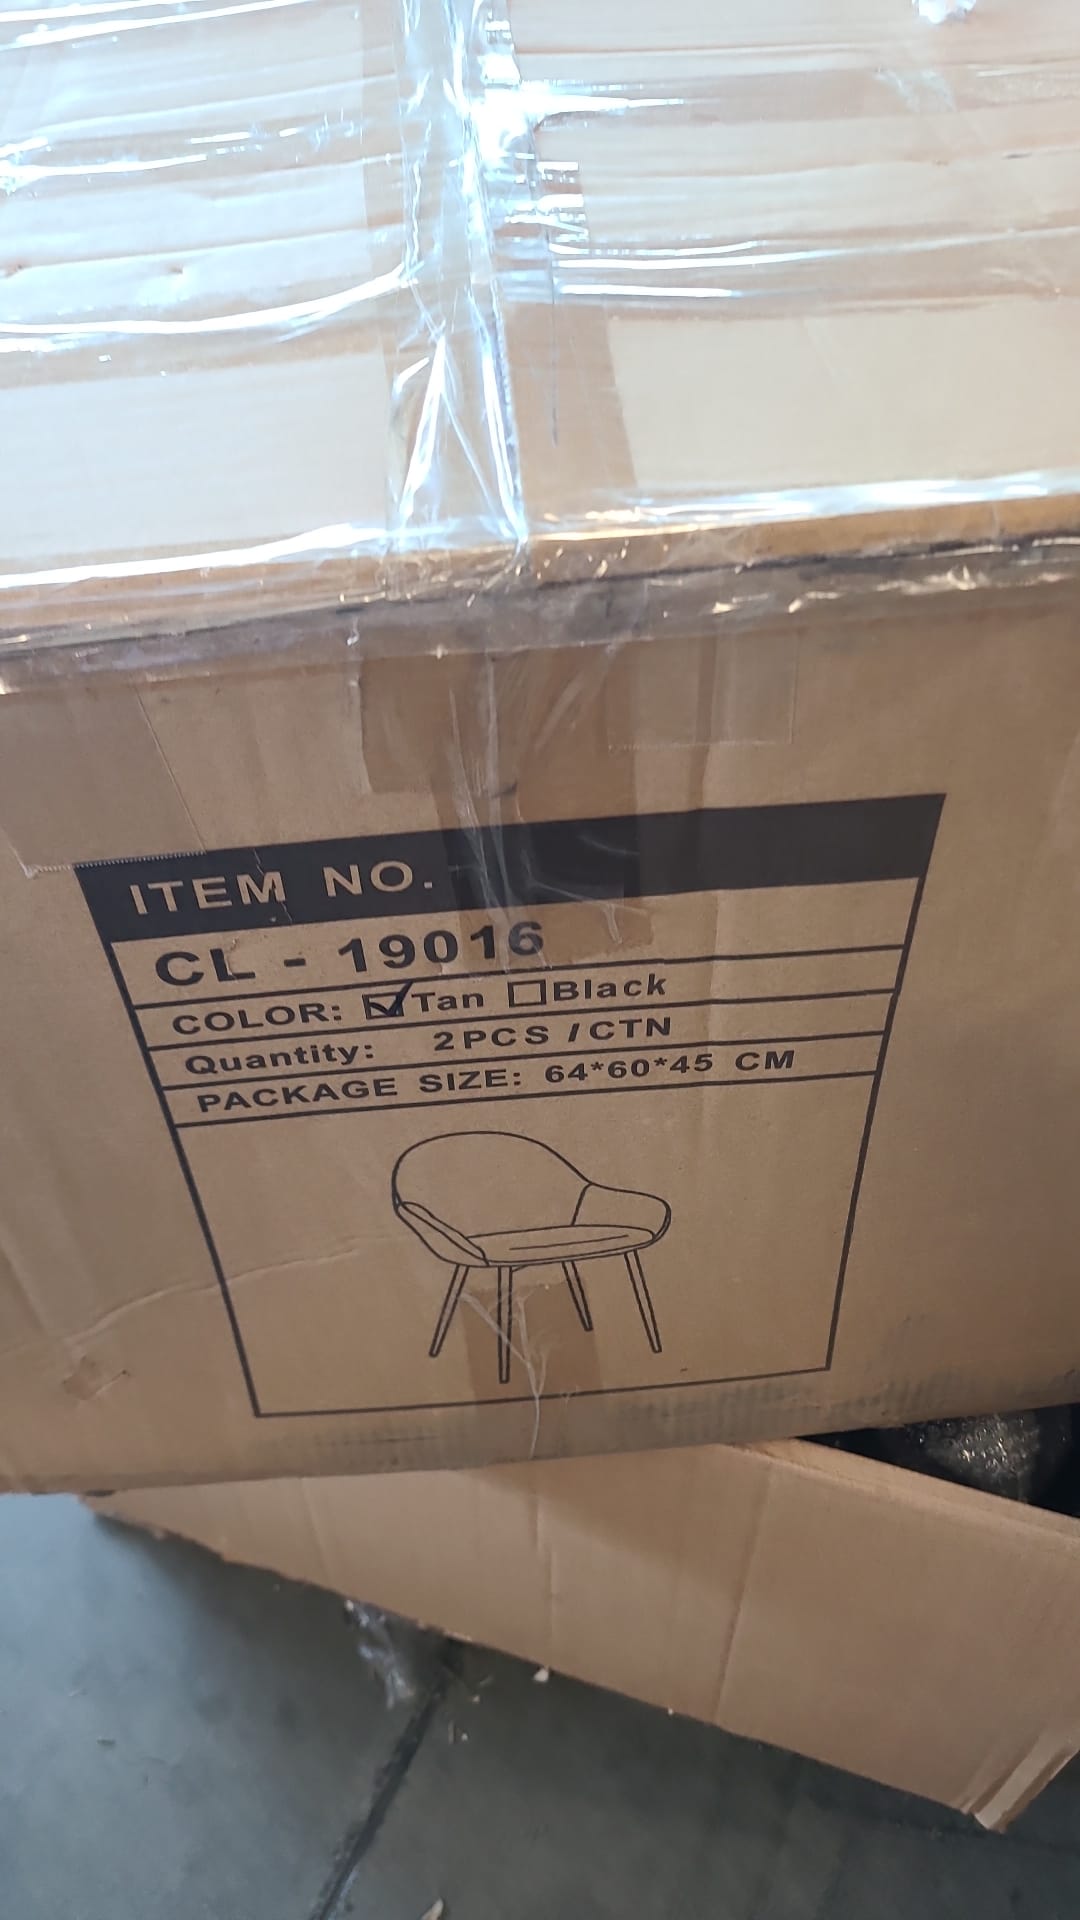 ITEM NO.
CL - 19016
COLOR: ☑Tan ☐Black
Quantity: 2PCS /CTN
PACKAGE SIZE: 64*60*45 CM